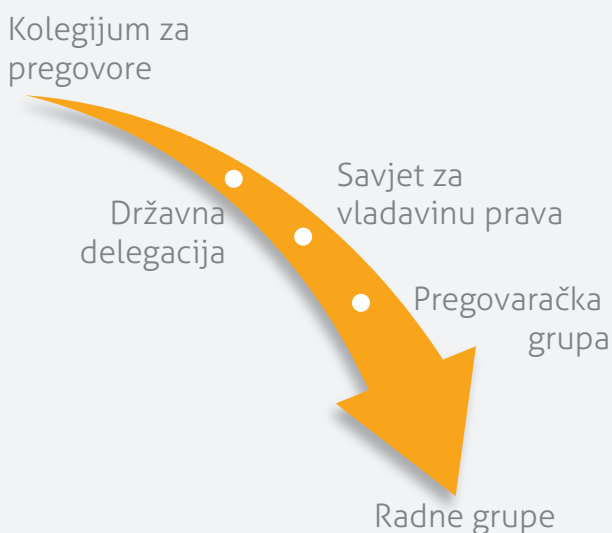 Kolegijum za
pregovore
Državna
delegacija
Savjet za
vladavinu prava
Pregovaračka
grupa
Radne grupe